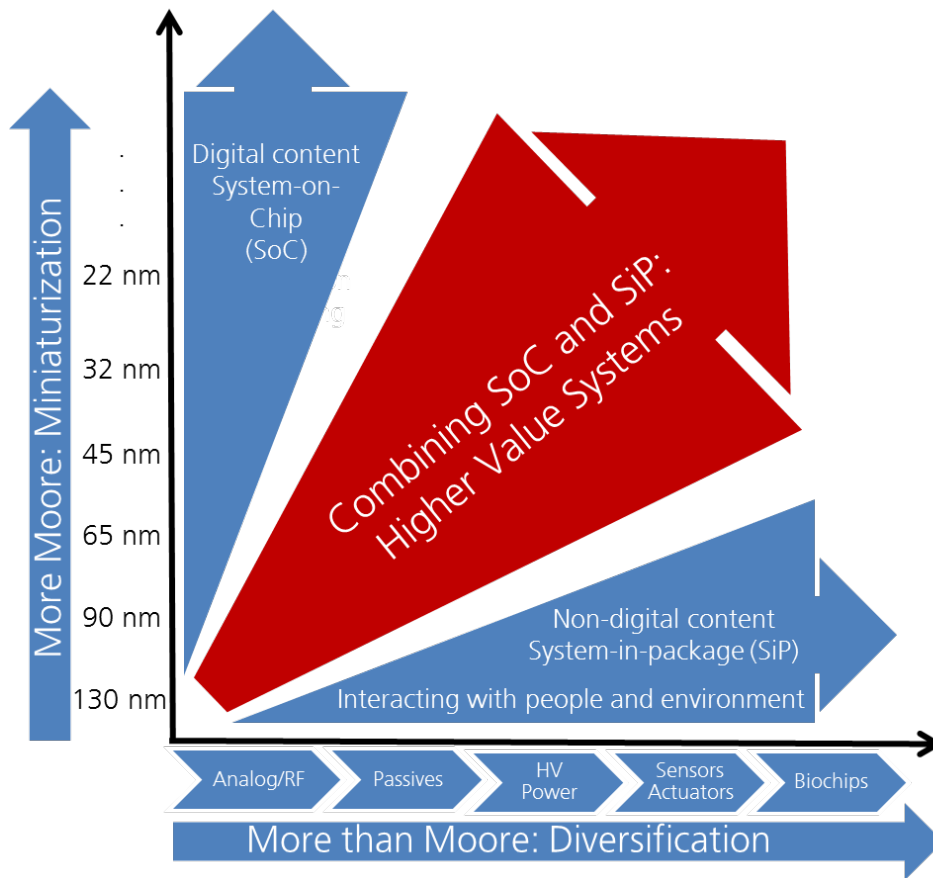 More Moore: Miniaturization
.
.
.
22 nm
32 nm
45 nm
65 nm
90 nm
130 nm
Digital content
System-on-
Chip
(SoC)
Combining SoC and SiP:
Higher Value Systems
Non-digital content
System-in-package (SiP)
Interacting with people and environment
Analog/RF
Passives
HV
Power
Sensors
Actuators
Biochips
More than Moore: Diversification